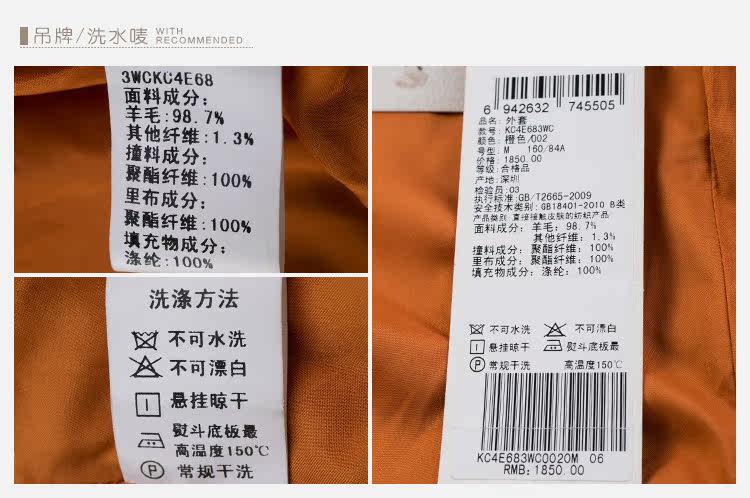 吊牌/洗水唛 WITH
RECOMMENDED
3WCKC4E68
面料成分:
羊毛:98.7%
其他纤维:1.3%
撞料成分:
聚酯纤维:100%
里布成分:
聚酯纤维:100%
填充物成分:
涤纶:100%
洗涤方法
不可水洗
不可漂白
悬挂晾干
熨斗底板最
高温度150℃
P 常规干洗
6 942632 745505
品名: 外套
款号: KC4E683WC
颜色: 橙色/002
号型: M 160/84A
价格: 1850.00
等级: 合格品
产地: 深圳
检验员:03
执行标准:GB/T2665-2009
安全技术类别: GB18401-2010 B类
产品类别: 直接接触皮肤的纺织产品
面料成分: 羊毛: 98.7%
其他纤维: 1.3%
撞料成分: 聚酯纤维: 100%
里布成分: 聚酯纤维: 100%
填充物成分: 涤纶: 100%
不可水洗 不可漂白
悬挂晾干 熨斗底板最
P 常规干洗 高温度150℃
KC4E683WC0020M 06
RMB: 1850.00